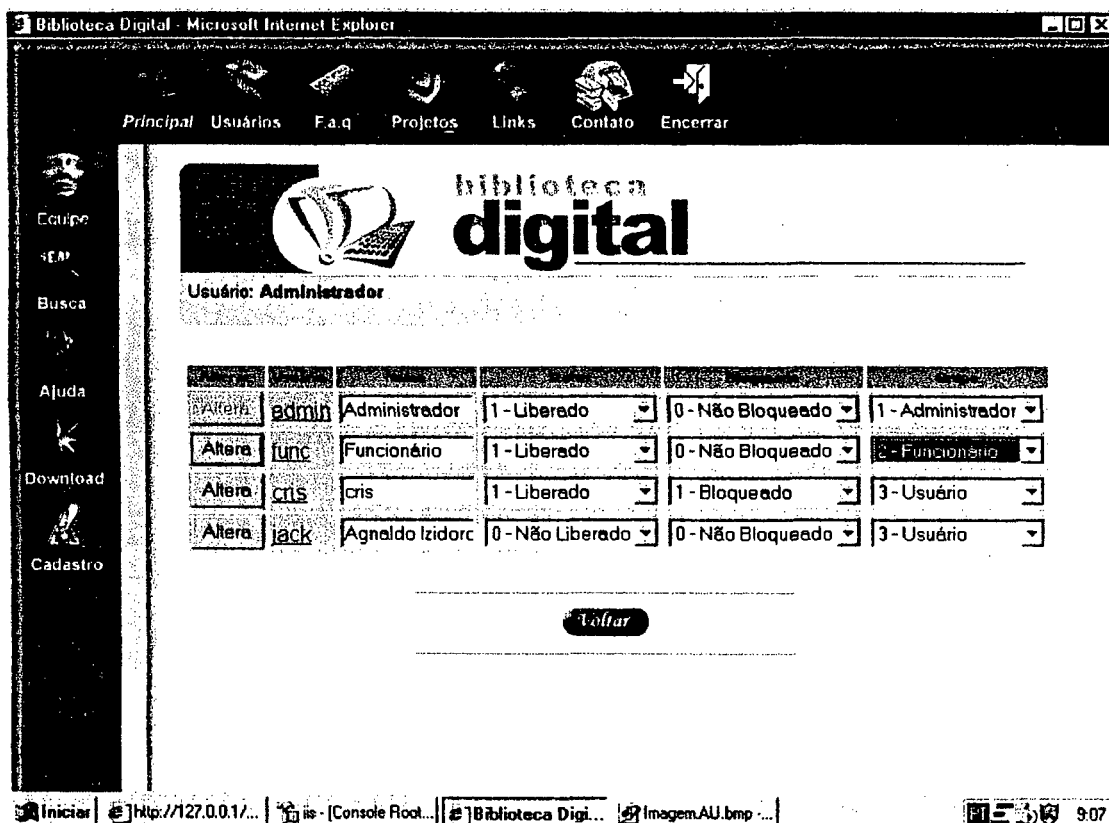 Biblioteca Digital - Microsoft Internet Explorer
Principal Usuários F.a.q Projetos Links Contato Encerrar
Equipe
Busca
Ajuda
Download
Cadastro
biblioteca
digital
Usuário: Administrador
Altera admin Administrador 1 - Liberado 0 - Não Bloqueado 1 - Administrador
Altera func Funcionário 1 - Liberado 0 - Não Bloqueado 2 - Funcionário
Altera cris cris 1 - Liberado 1 - Bloqueado 3 - Usuário
Altera jack Agnaldo Izidorc 0 - Não Liberado 0 - Não Bloqueado 3 - Usuário
Voltar
Iniciar http://127.0.0.1/... iis - [Console Root... Biblioteca Digi... Imagem.AU.bmp -... PT 9:07